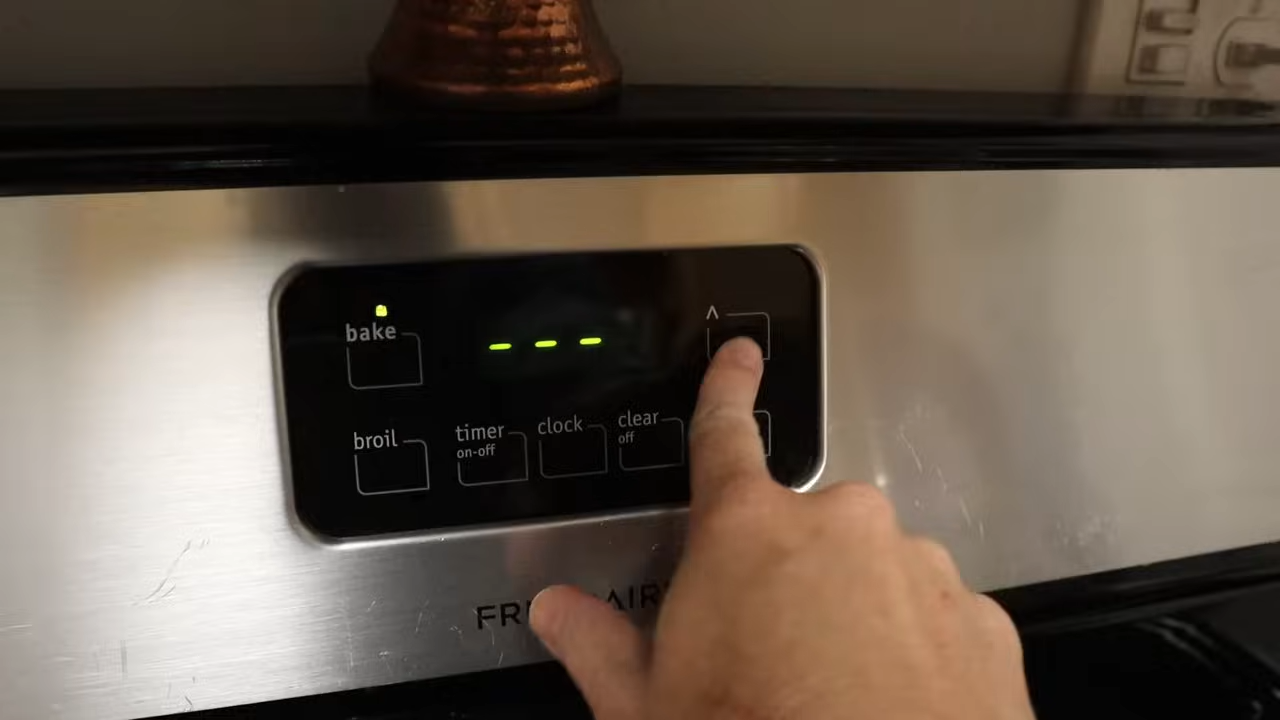 bake
- - -
^
broil
timer
on-off
clock
clear
off